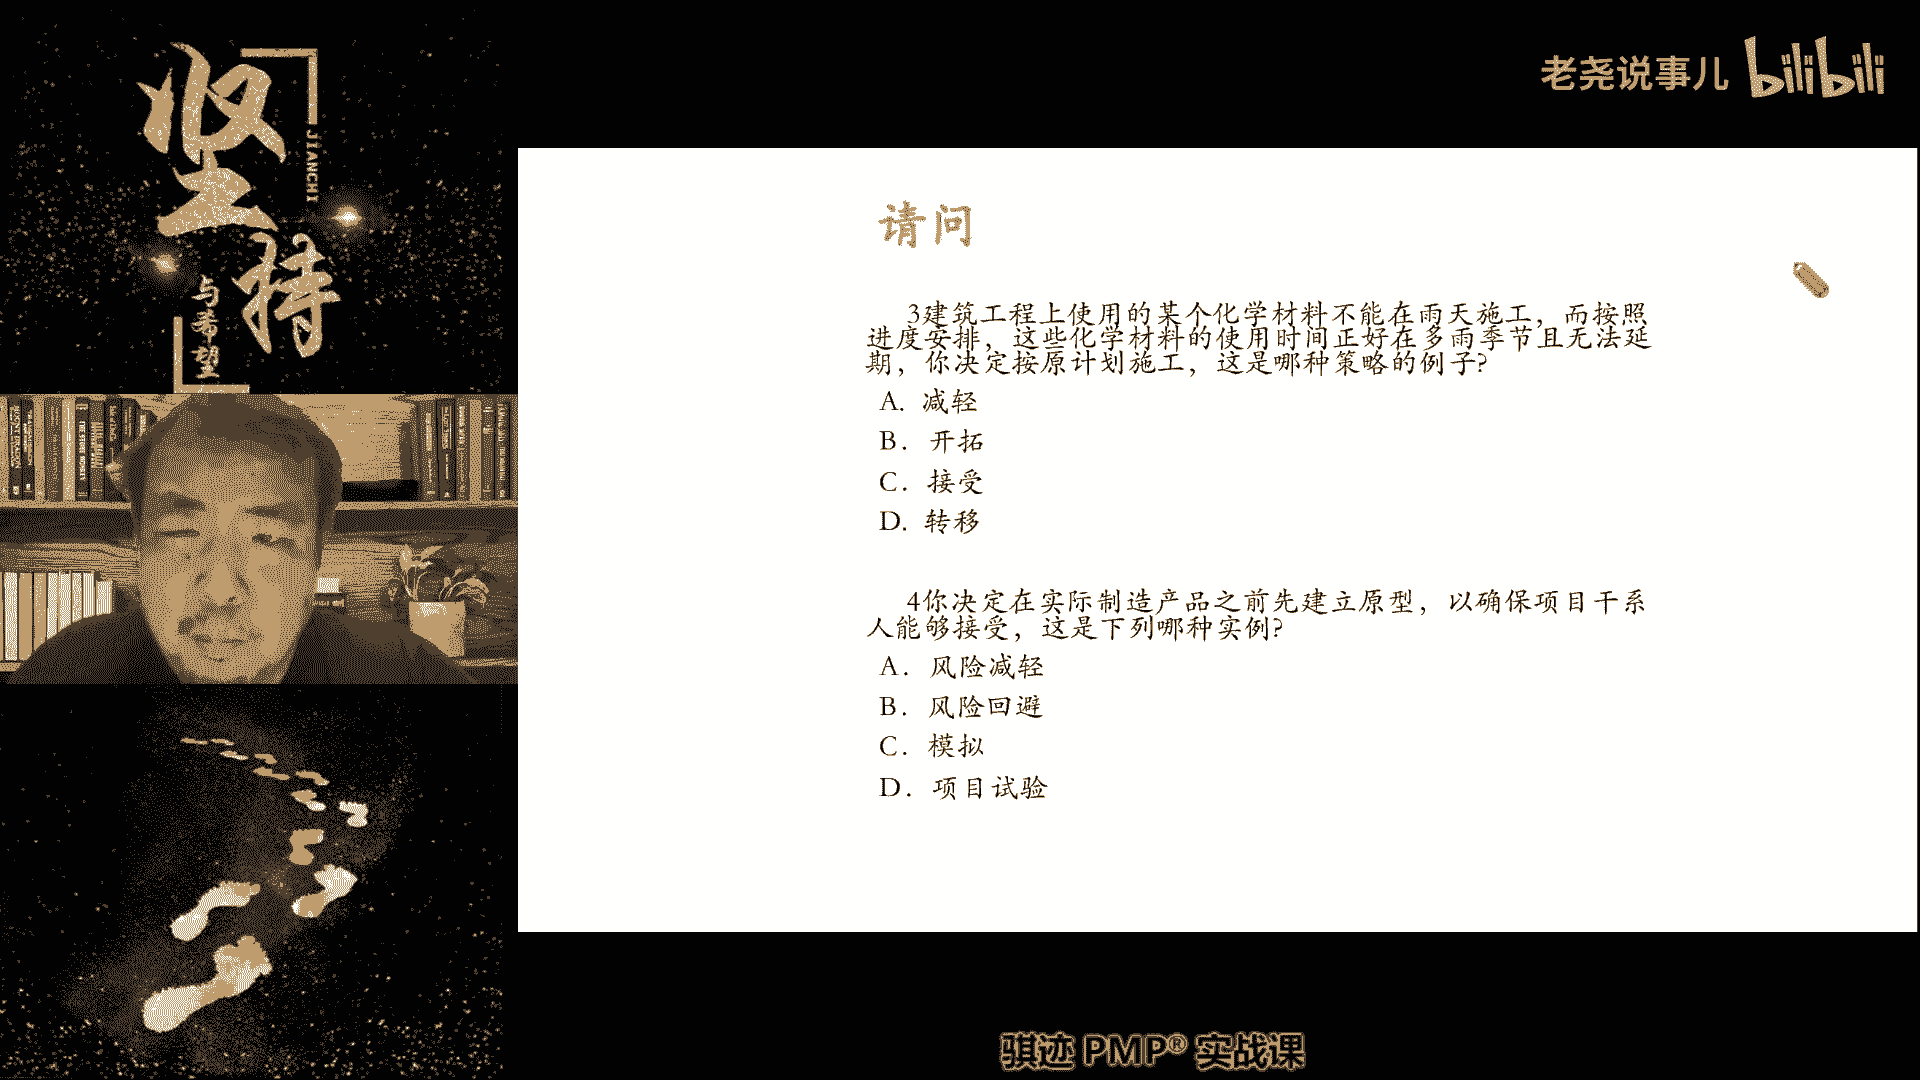 坚持
JIANCHI
与希望
老尧说事儿 bilibili
请问
3建筑工程上使用的某个化学材料不能在雨天施工，而按照
进度安排，这些化学材料的使用时间正好在多雨季节且无法延
期，你决定按原计划施工，这是哪种策略的例子?
A. 减轻
B. 开拓
C. 接受
D. 转移
4你决定在实际制造产品之前先建立原型，以确保项目干系
人能够接受，这是下列哪种实例?
A. 风险减轻
B. 风险回避
C. 模拟
D. 项目试验
骐迹 PMP® 实战课